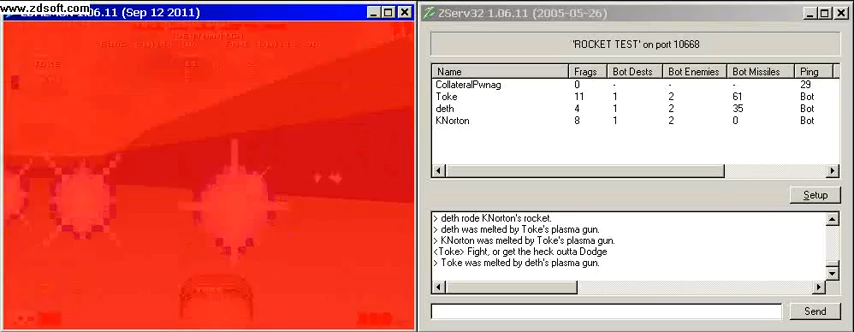 www.zdsoft.com
1.06.11 (Sep 12 2011)
ZServ32 1.06.11 (2005-05-26)
'ROCKET TEST' on port 10668
Name Frags Bot Dests Bot Enemies Bot Missiles Ping
CollateralPwnag 0 - - - 29
Toke 11 1 2 61 Bot
deth 4 1 2 35 Bot
KNorton 8 1 2 0 Bot
Setup
> deth rode KNorton's rocket.
> deth was melted by Toke's plasma gun.
> KNorton was melted by Toke's plasma gun.
<Toke> Fight, or get the heck outta Dodge
> Toke was melted by deth's plasma gun.
Send